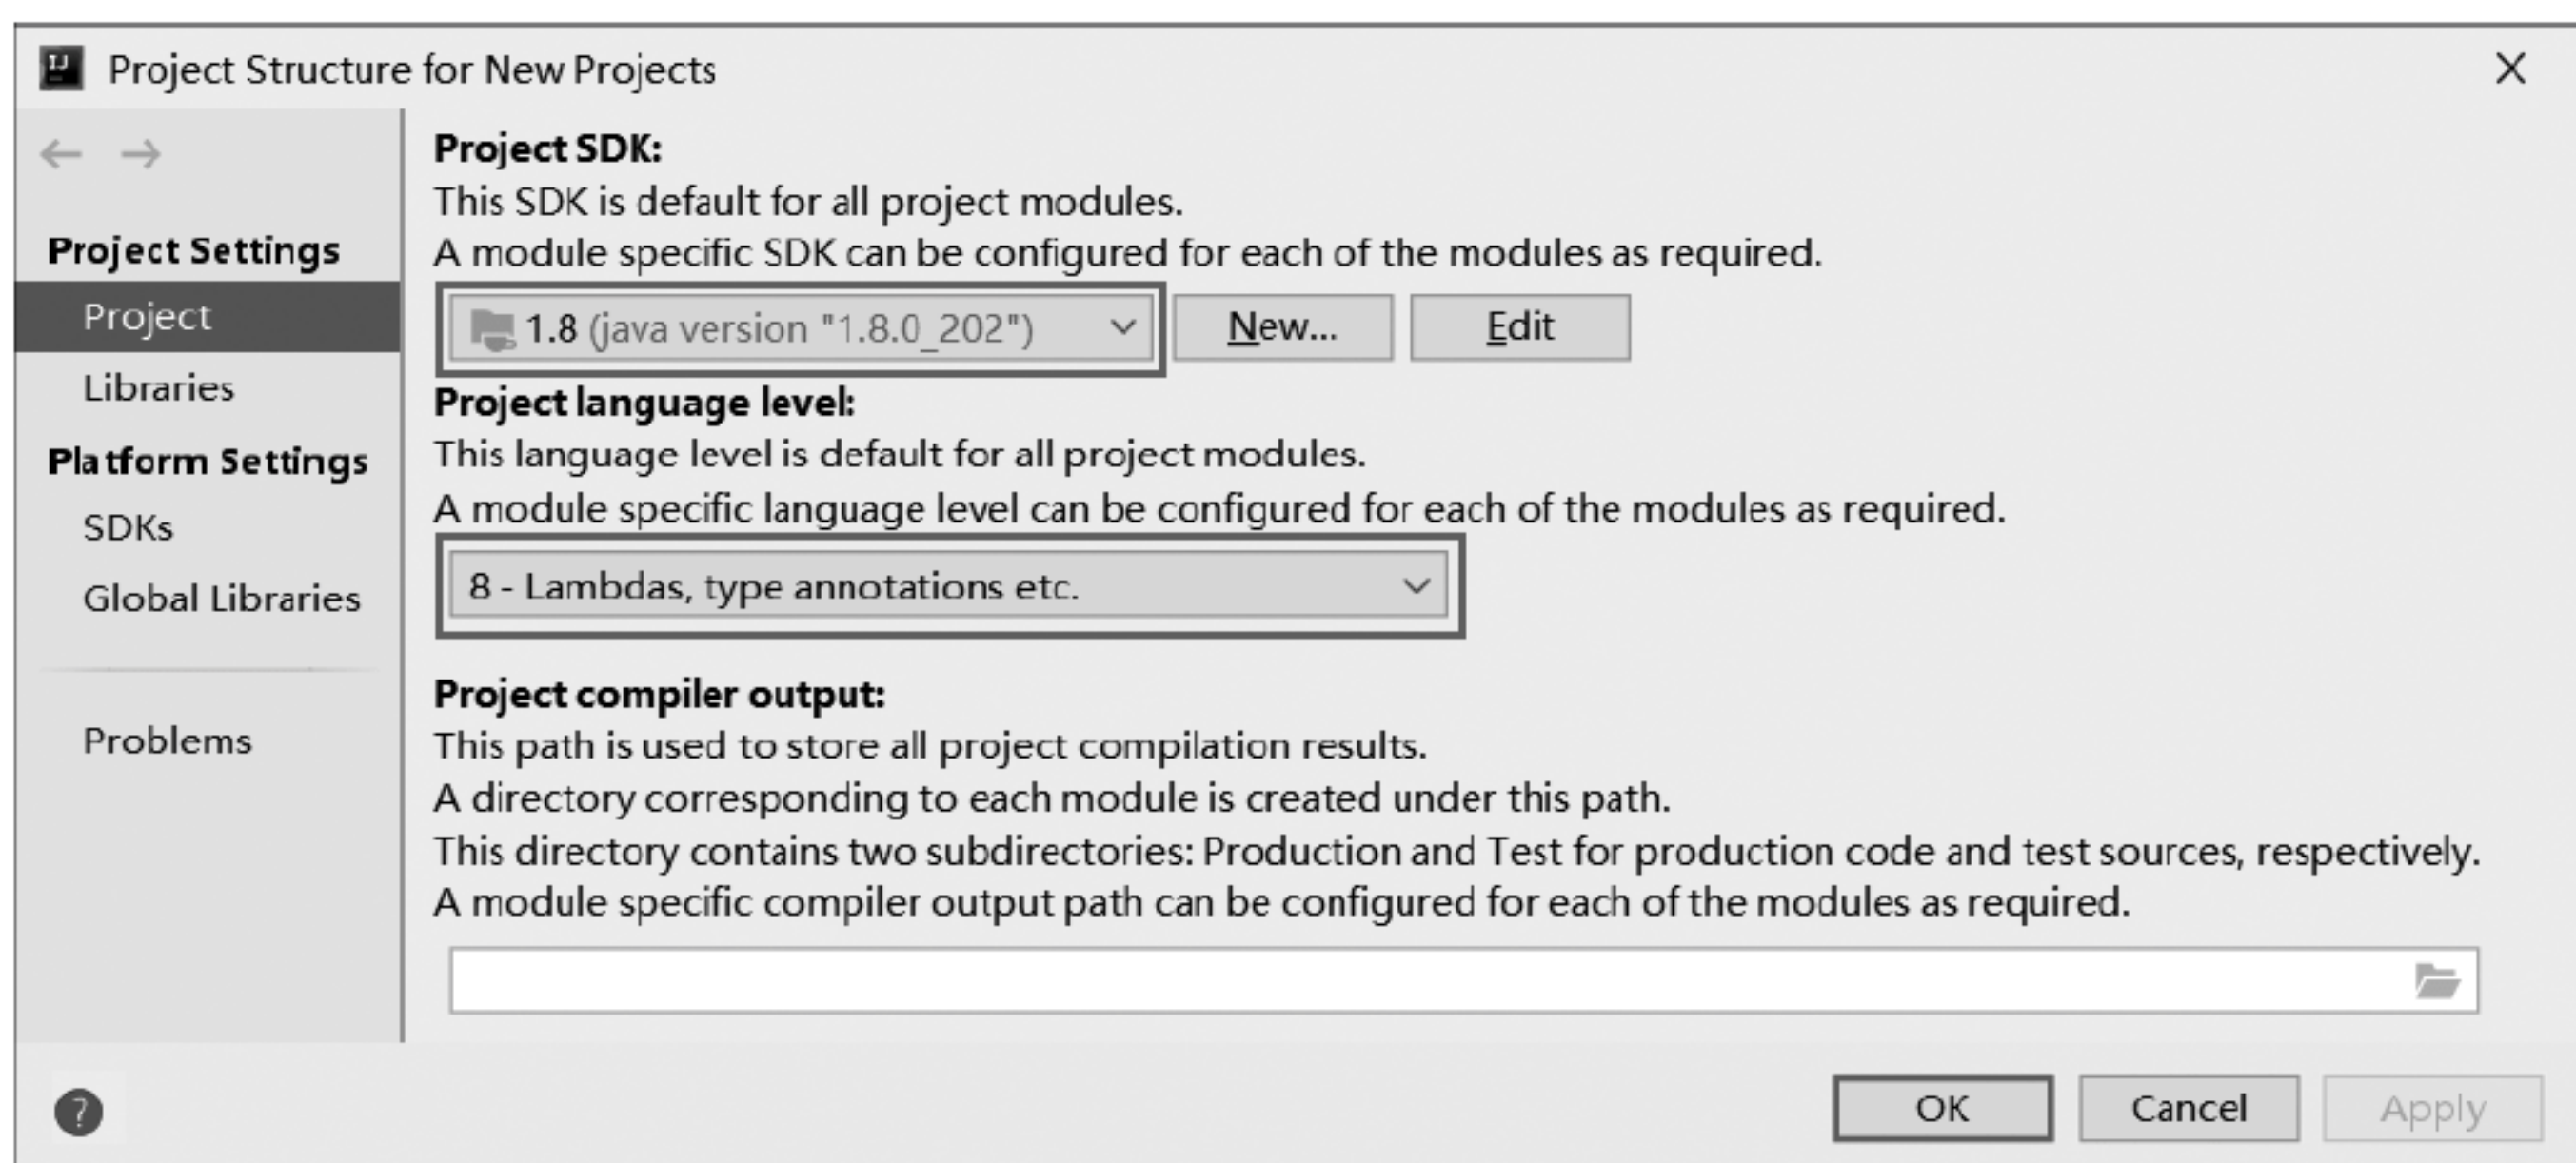 IJ
Project Structure for New Projects
Project Settings
Project
Libraries
Platform Settings
SDKs
Global Libraries
Problems
Project SDK:
This SDK is default for all project modules.
A module specific SDK can be configured for each of the modules as required.
1.8 (java version "1.8.0_202")
New...
Edit
Project language level:
This language level is default for all project modules.
A module specific language level can be configured for each of the modules as required.
8 - Lambdas, type annotations etc.
Project compiler output:
This path is used to store all project compilation results.
A directory corresponding to each module is created under this path.
This directory contains two subdirectories: Production and Test for production code and test sources, respectively.
A module specific compiler output path can be configured for each of the modules as required.
?
OK
Cancel
Apply